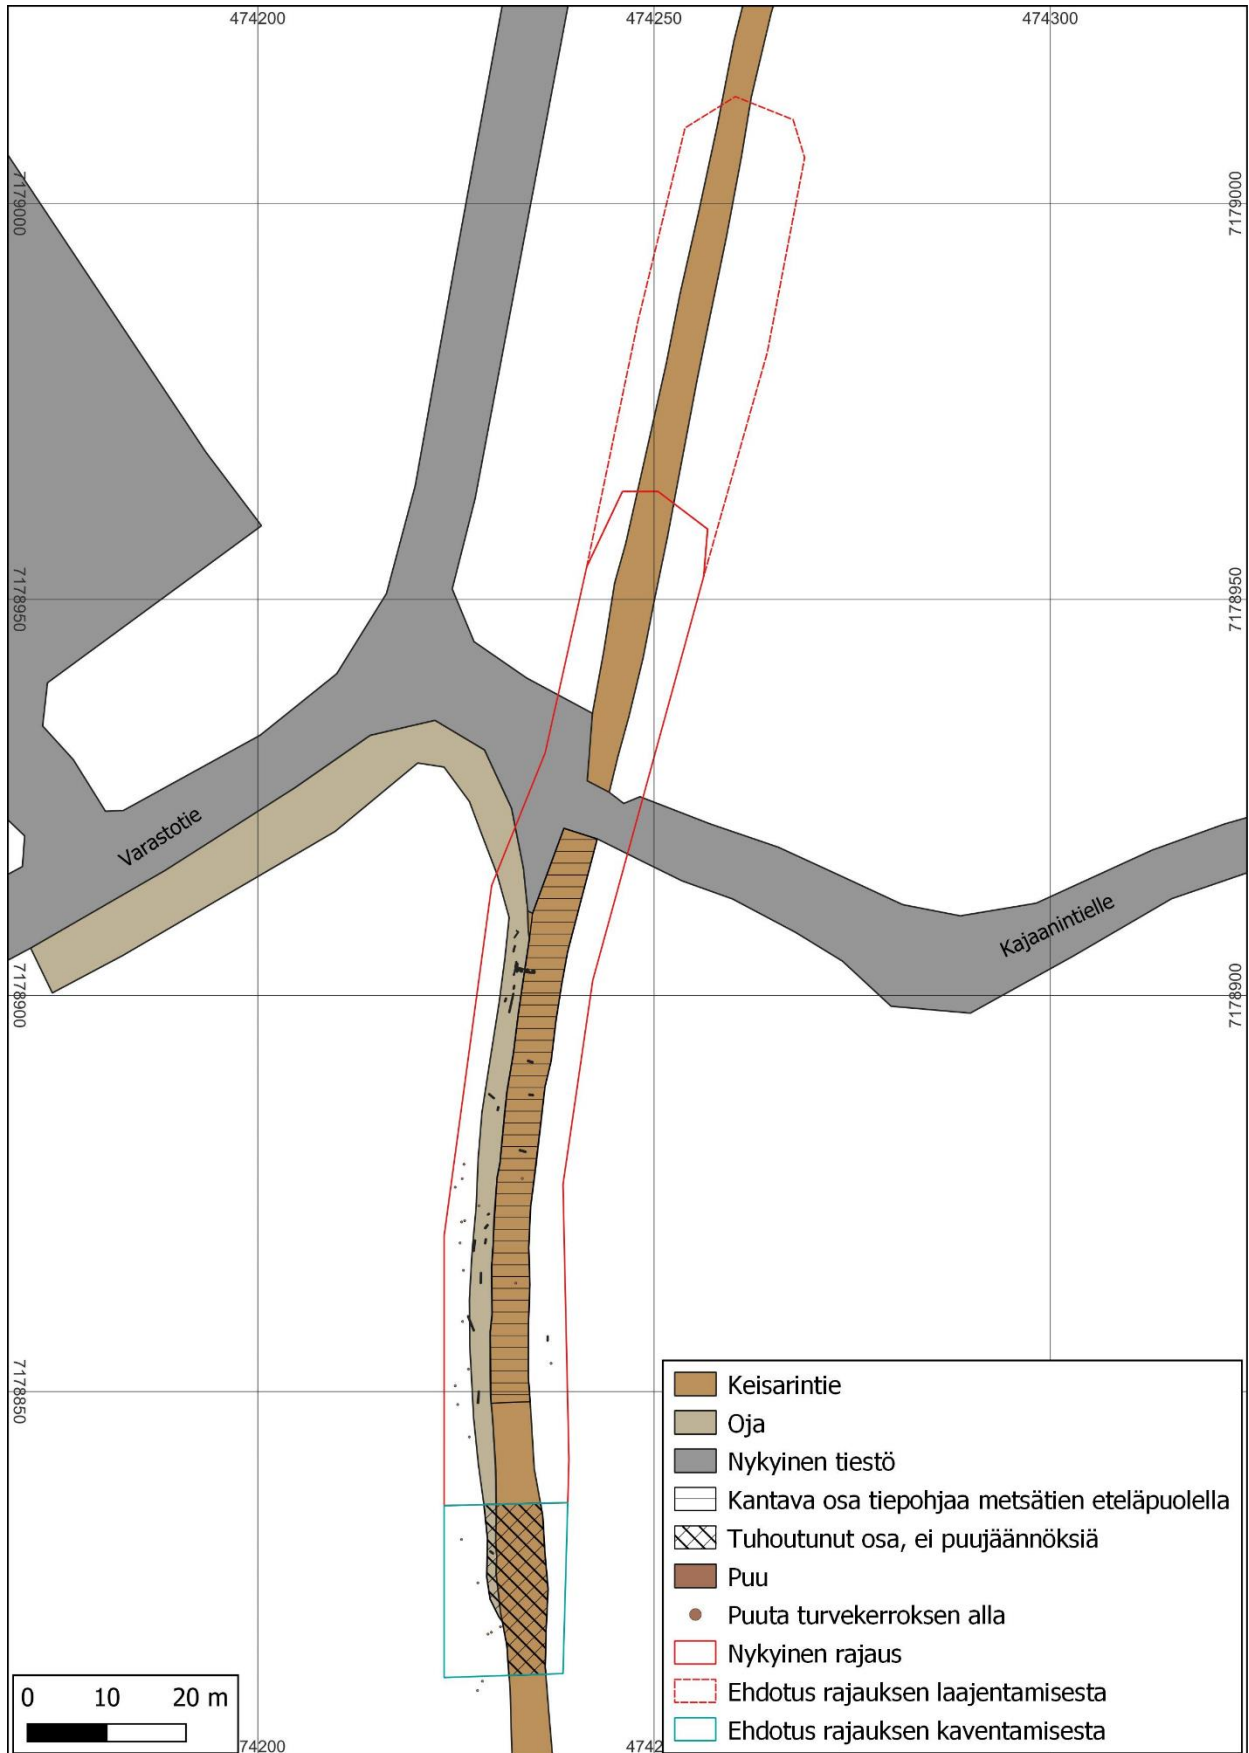 474200
474250
474300
7179000
7179000
7178950
7178950
Varastotie
Kajaanintielle
7178900
7178900
7178850
Keisarintie
Oja
Nykyinen tiestö
Kantava osa tiepohjaa metsätien eteläpuolella
Tuhoutunut osa, ei puujäännöksiä
Puu
Puuta turvekerroksen alla
Nykyinen rajaus
Ehdotus rajauksen laajentamisesta
Ehdotus rajauksen kaventamisesta
0 10 20 m
74200
4742